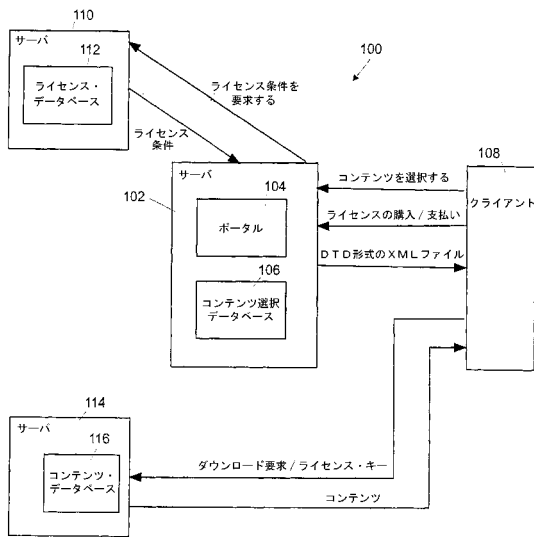 110
サーバ
112
ライセンス・
データベース
ライセンス条件を
要求する
100
ライセンス
条件
サーバ
102
104
ポータル
106
コンテンツ選択
データベース
コンテンツを選択する
ライセンスの購入/支払い
DTD形式のXMLファイル
108
クライアント
114
サーバ
116
コンテンツ・
データベース
ダウンロード要求/ライセンス・キー
コンテンツ